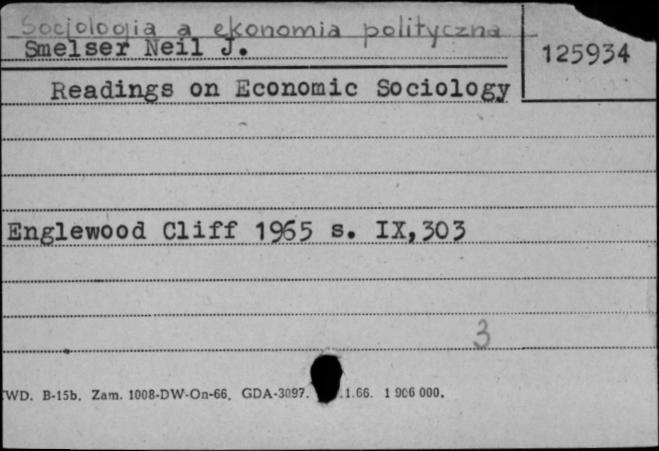 Socjologia a ekonomia polityczna
Smelser Neil J.
125934
Readings on Economic Sociology
Englewood Cliff 1965 s. IX,303
3
WD. B-15b. Zam. 1008-DW-On-66. GDA-3097. .1.66. 1 906 000.